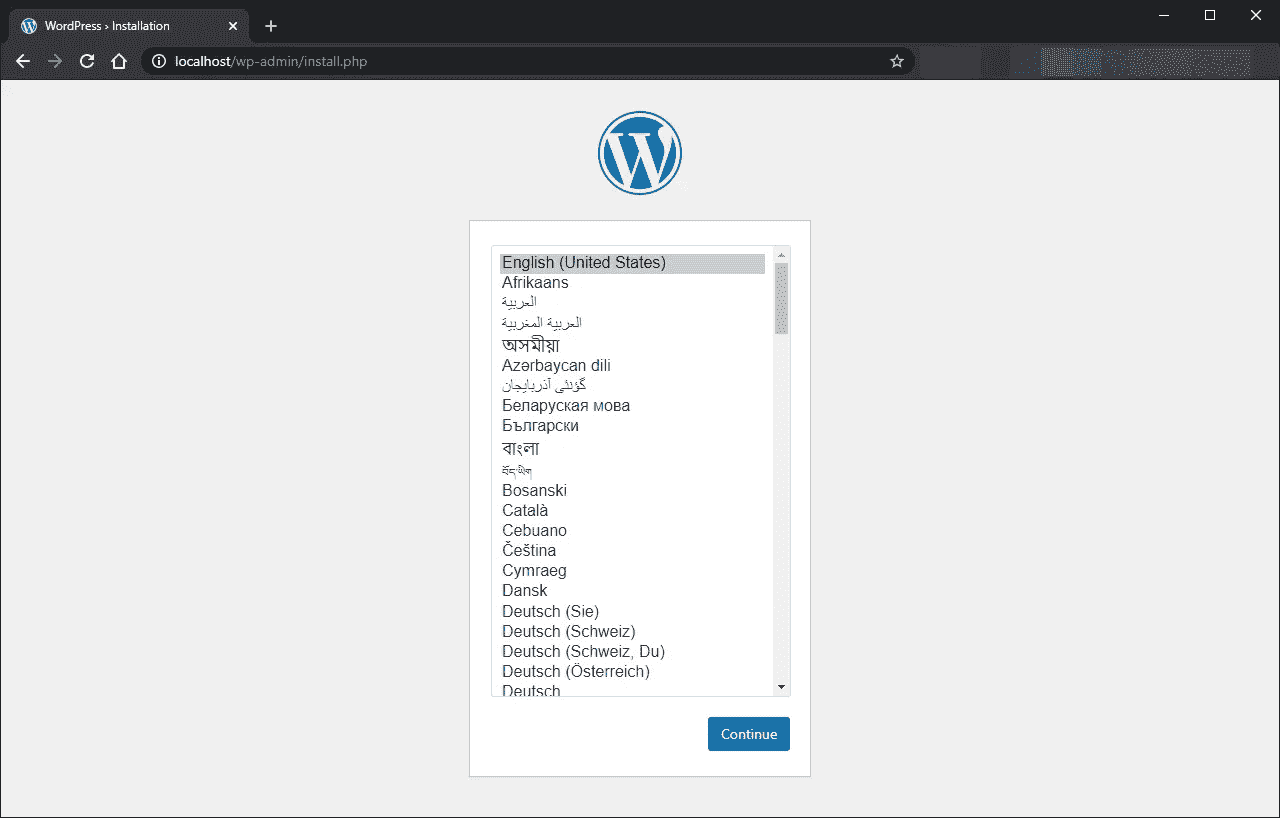 WordPress › Installation
localhost/wp-admin/install.php
English (United States)
Afrikaans
العربية
العربية المغربية
অসমীয়া
Azərbaycan dili
گؤنئی آذربایجان
Беларуская мова
Български
বাংলা
བོད་ཡིག
Bosanski
Català
Cebuano
Čeština
Cymraeg
Dansk
Deutsch (Sie)
Deutsch (Schweiz)
Deutsch (Schweiz, Du)
Deutsch (Österreich)
Deutsch
Continue